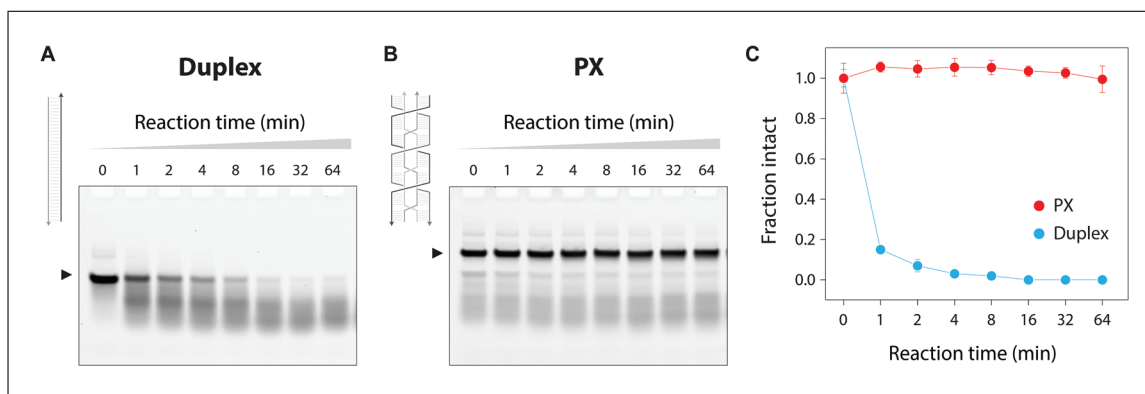 A
Duplex
Reaction time (min)
0 1 2 4 8 16 32 64
B
PX
Reaction time (min)
0 1 2 4 8 16 32 64
C
Fraction intact
1.0
0.8
0.6
0.4
0.2
0.0
PX
Duplex
0 1 2 4 8 16 32 64
Reaction time (min)